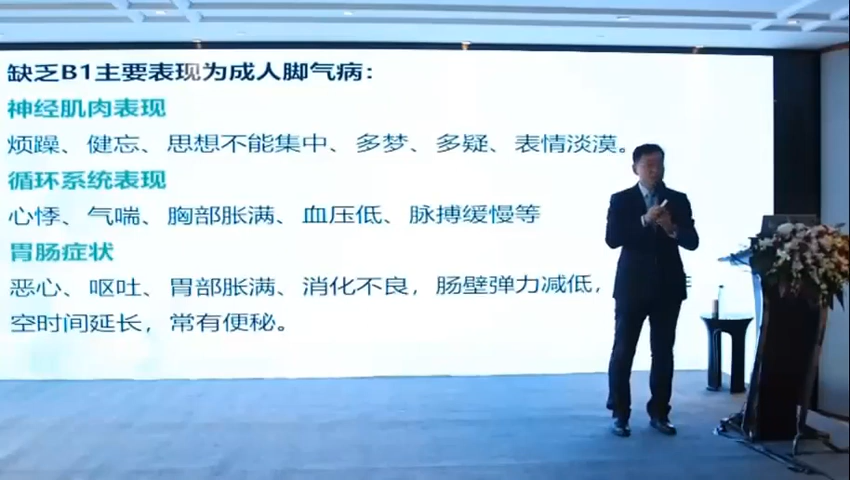 缺乏B1主要表现为成人脚气病：
神经肌肉表现
烦躁、健忘、思想不能集中、多梦、多疑、表情淡漠。
循环系统表现
心悸、气喘、胸部胀满、血压低、脉搏缓慢等
胃肠症状
恶心、呕吐、胃部胀满、消化不良，肠壁弹力减低，
空时间延长，常有便秘。